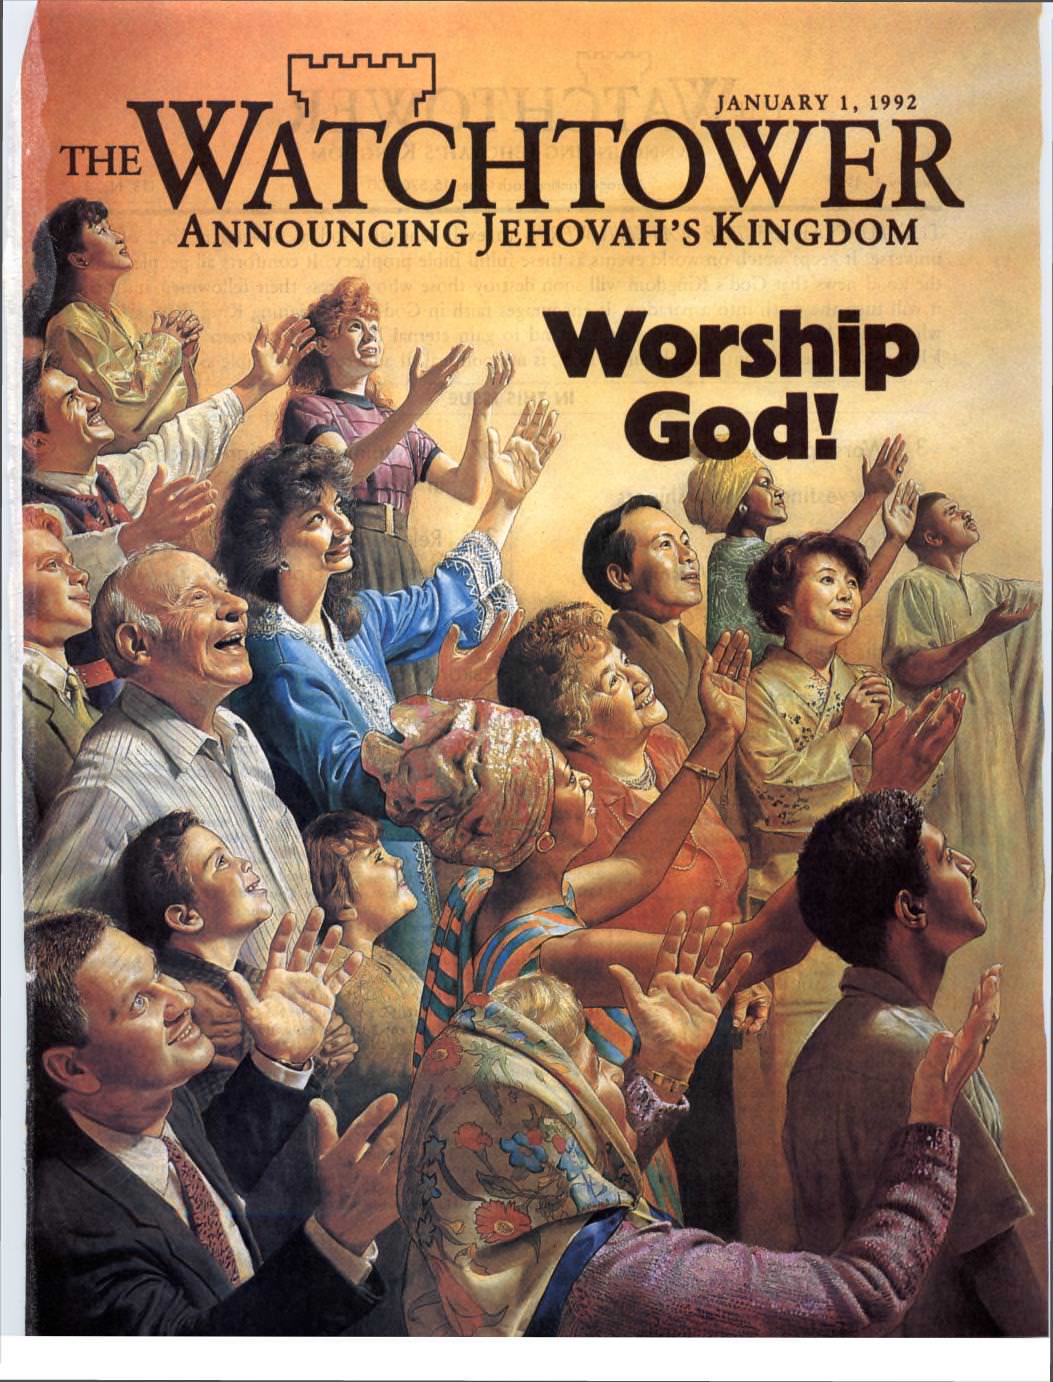 JANUARY 1, 1992
THE WATCHTOWER
ANNOUNCING JEHOVAH'S KINGDOM
Worship
God!